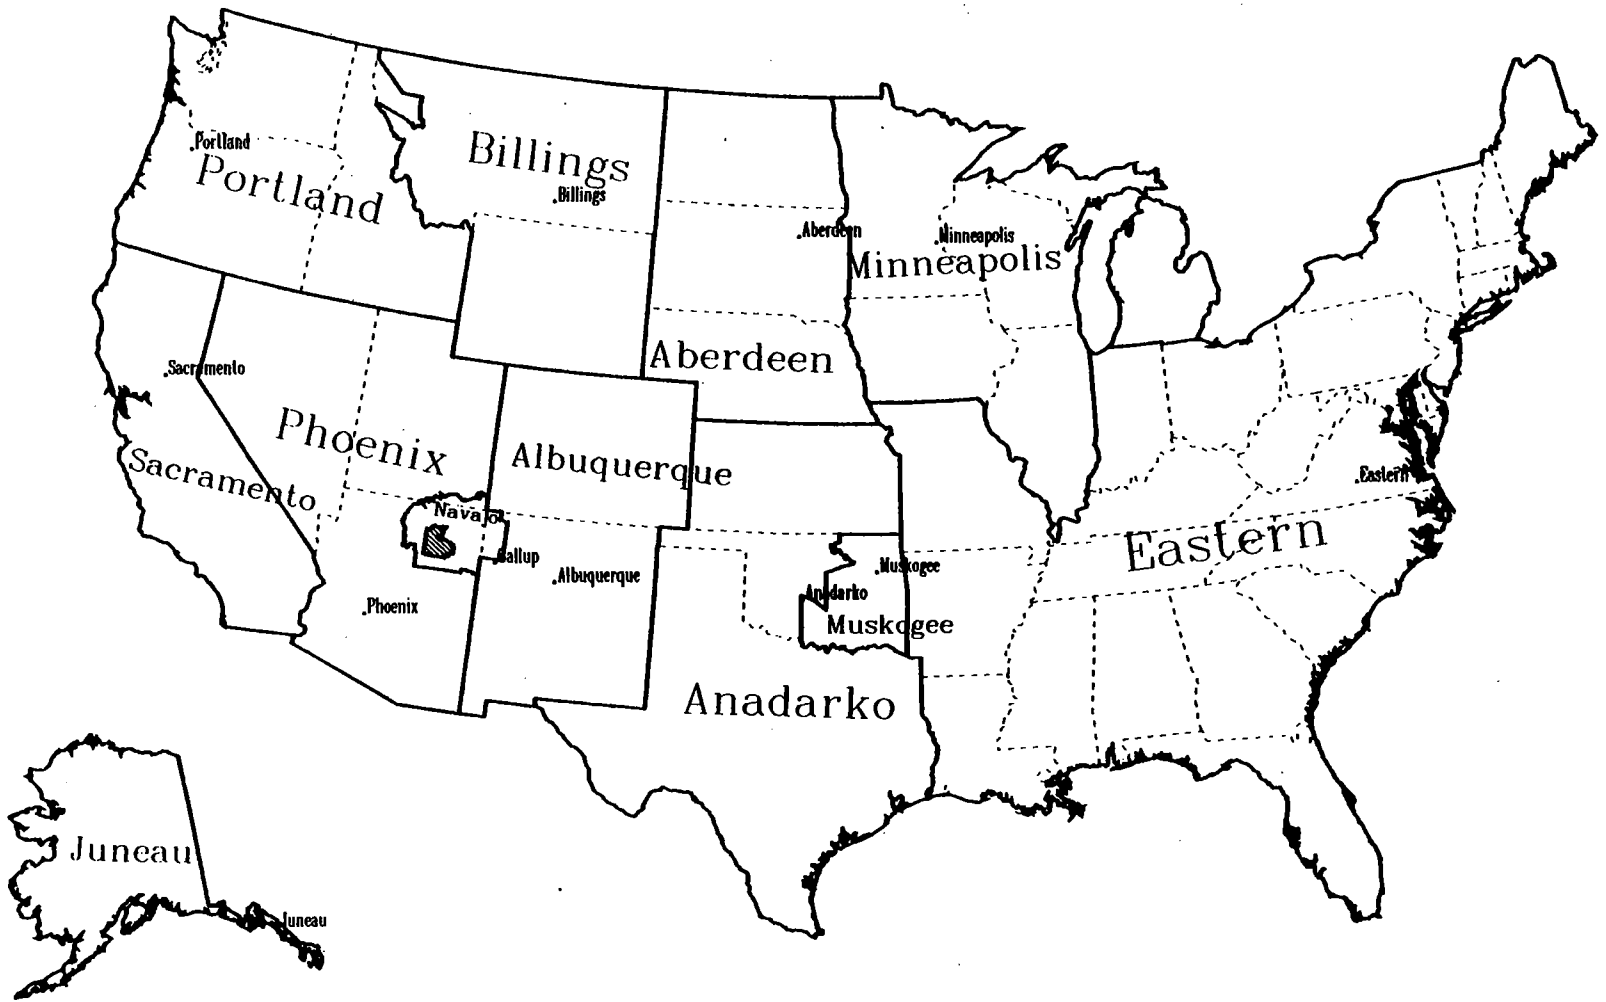 Portland
Portland
Billings
Billings
Aberdeen
Minneapolis
Minneapolis
Aberdeen
Sacramento
Phoenix
Albuquerque
Sacramento
Eastern
Navajo
Eastern
Gallup
Muskogee
Albuquerque
Anadarko
Phoenix
Muskogee
Anadarko
Juneau
Juneau